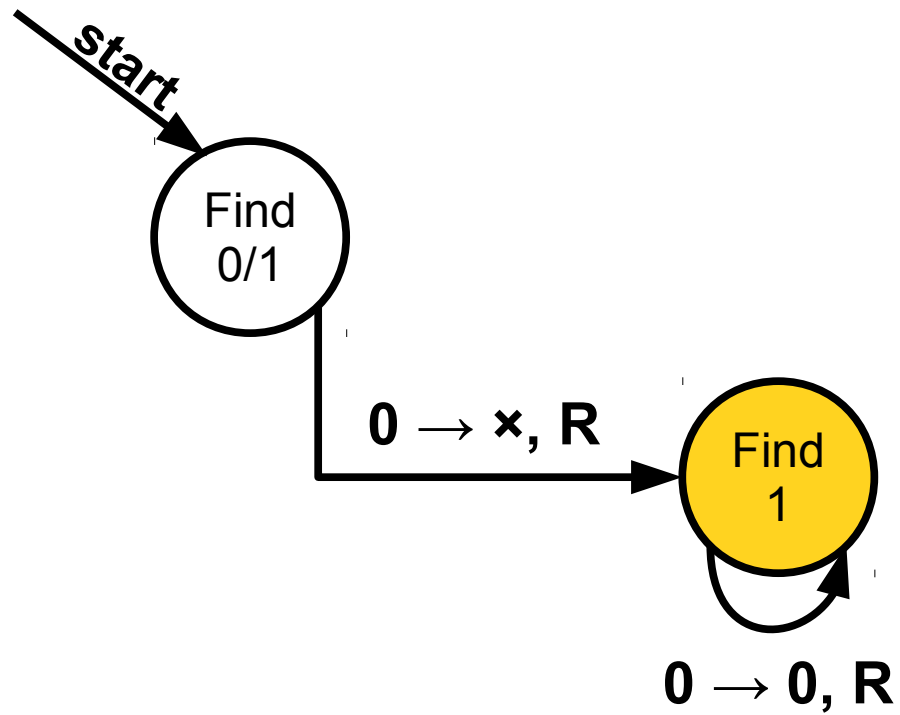 start
Find
0/1
0 → ×, R
Find
1
0 → 0, R